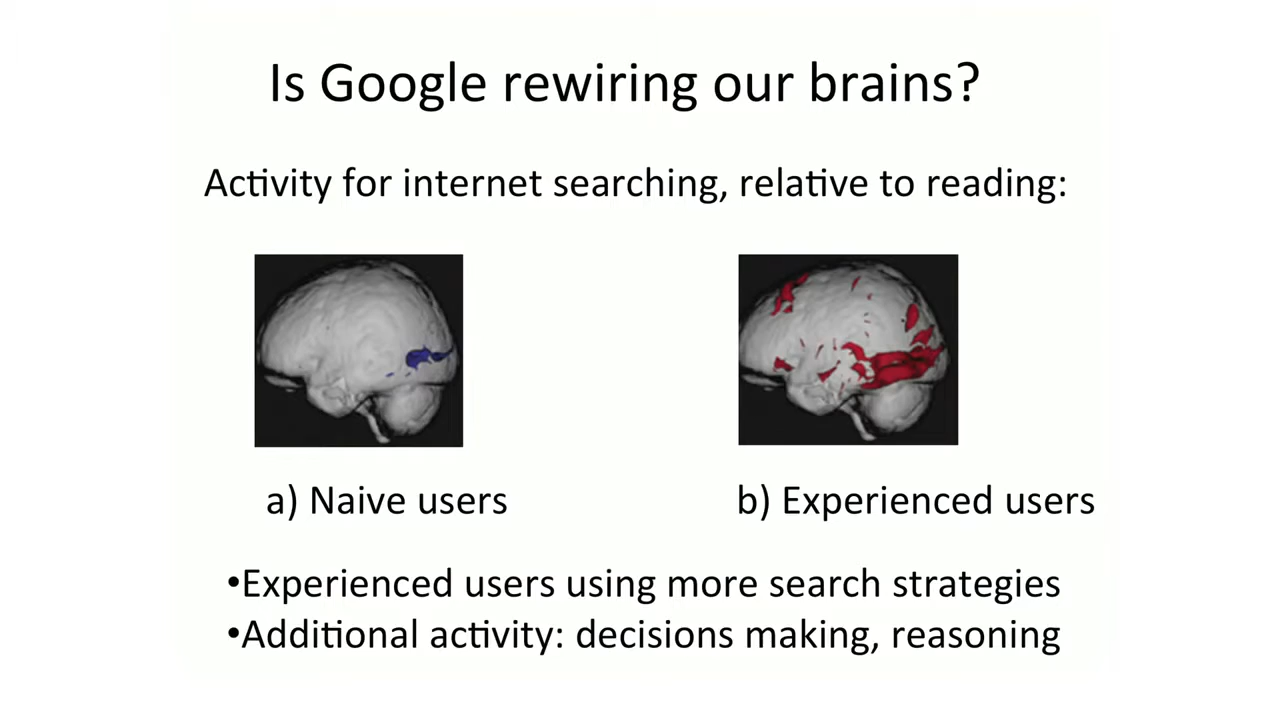 Is Google rewiring our brains?
Activity for internet searching, relative to reading:
a) Naive users
b) Experienced users
•Experienced users using more search strategies
•Additional activity: decisions making, reasoning